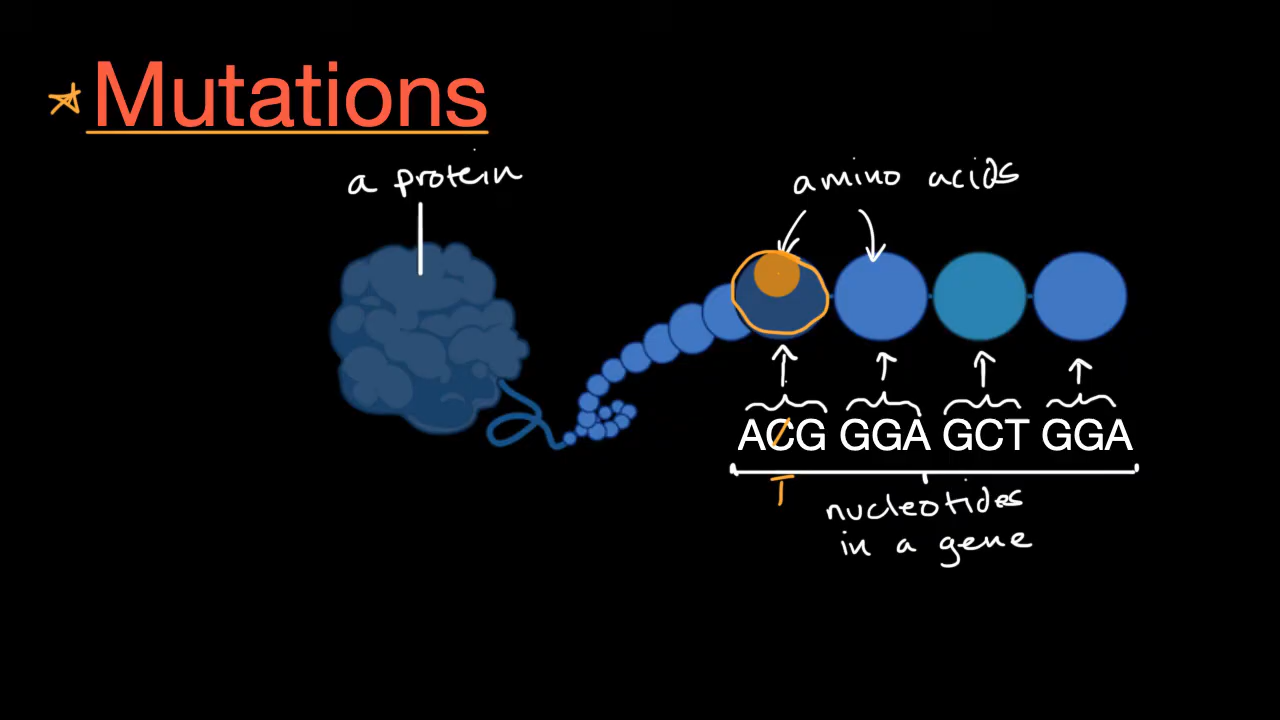 Mutations
a protein
amino acids
ACG GGA GCT GGA
T
nucleotides
in a gene